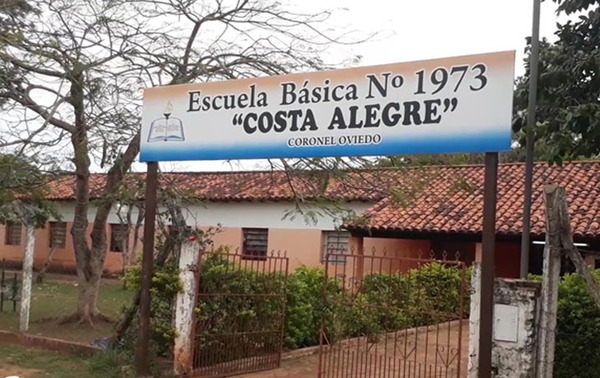 Escuela Básica Nº 1973
"COSTA ALEGRE"
CORONEL OVIEDO